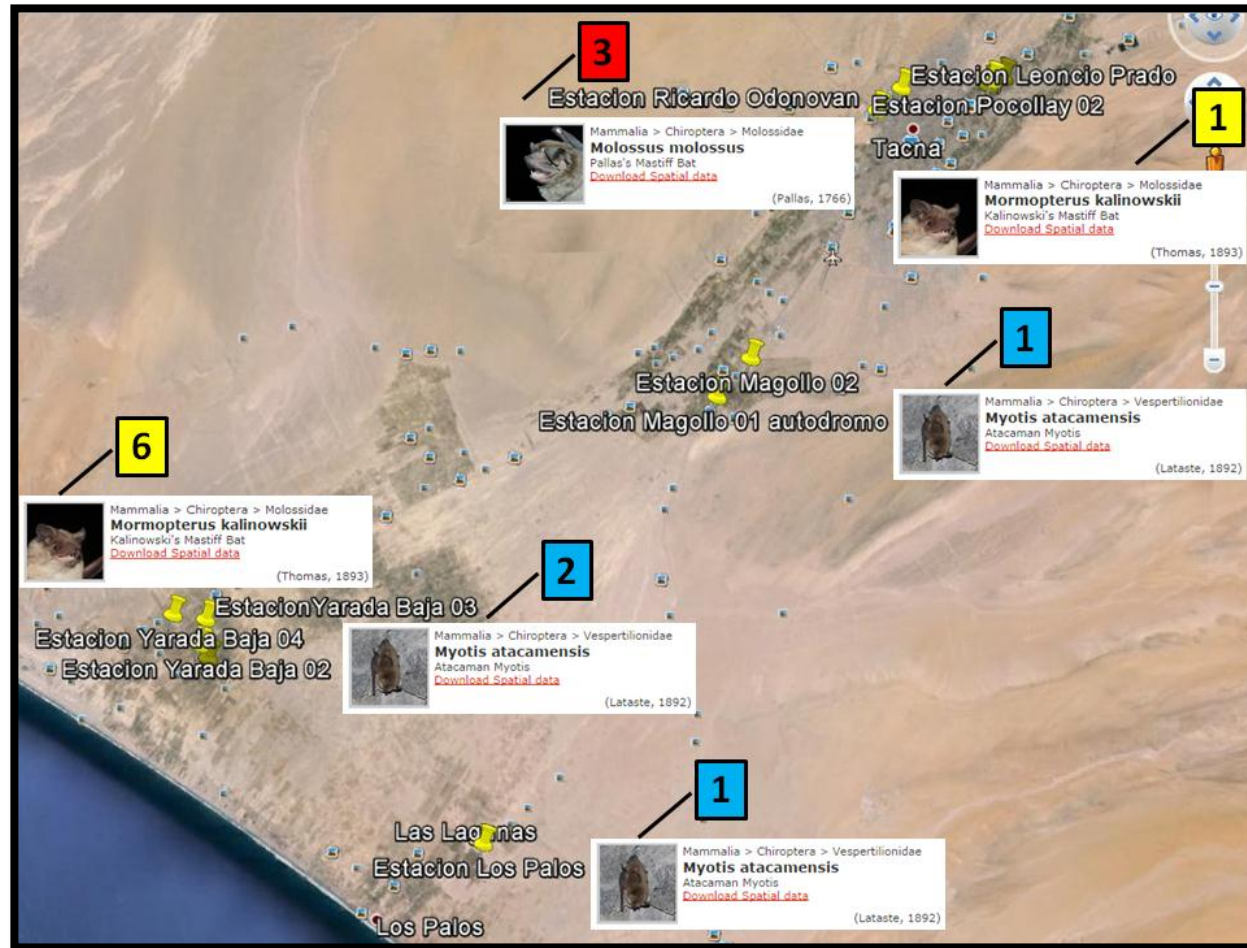 3
Estacion Leoncio Prado
Estacion Ricardo Odonovan
Estacion Pocollay 02
1
Tacna
Mammalia > Chiroptera > Molossidae
Molossus molossus
Pallas's Mastiff Bat
Download Spatial data
(Pallas, 1766)
Mammalia > Chiroptera > Molossidae
Mormopterus kalinowskii
Kalinowski's Mastiff Bat
Download Spatial data
(Thomas, 1893)
1
Estacion Magollo 02
Estacion Magollo 01 autodromo
Mammalia > Chiroptera > Vespertilionidae
Myotis atacamensis
Atacaman Myotis
Download Spatial data
(Lataste, 1892)
6
Mammalia > Chiroptera > Molossidae
Mormopterus kalinowskii
Kalinowski's Mastiff Bat
Download Spatial data
(Thomas, 1893)
2
EstacionYarada Baja 03
Estacion Yarada Baja 04
Estacion Yarada Baja 02
Mammalia > Chiroptera > Vespertilionidae
Myotis atacamensis
Atacaman Myotis
Download Spatial data
(Lataste, 1892)
1
Las Lagunas
Estacion Los Palos
Los Palos
Mammalia > Chiroptera > Vespertilionidae
Myotis atacamensis
Atacaman Myotis
Download Spatial data
(Lataste, 1892)